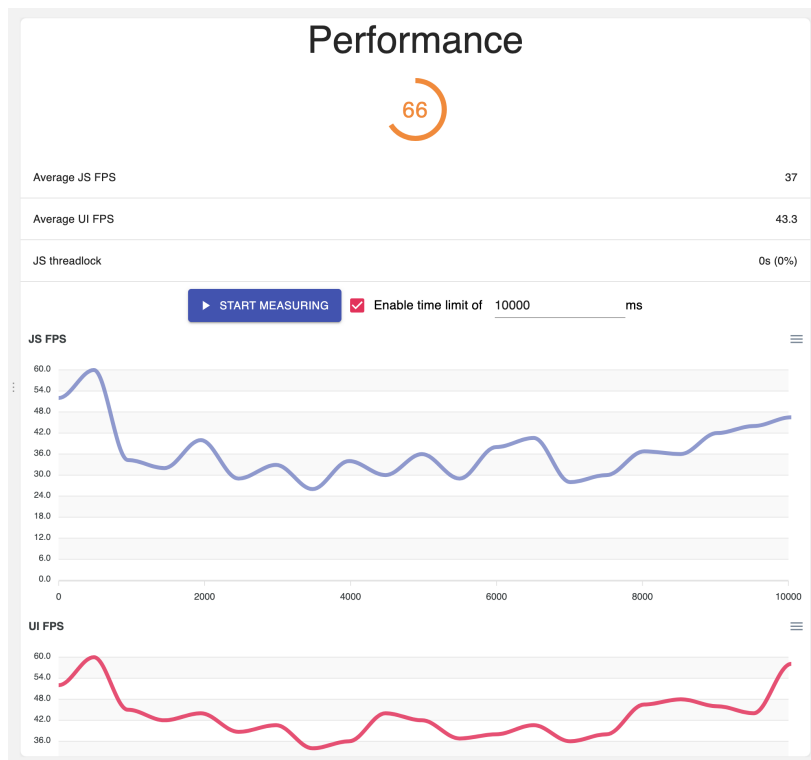 Performance
66
Average JS FPS 37
Average UI FPS 43.3
JS threadlock 0s (0%)
START MEASURING Enable time limit of 10000 ms
JS FPS
60.0
54.0
48.0
42.0
36.0
30.0
24.0
18.0
12.0
6.0
0.0
0 2000 4000 6000 8000 10000
UI FPS
60.0
54.0
48.0
42.0
36.0